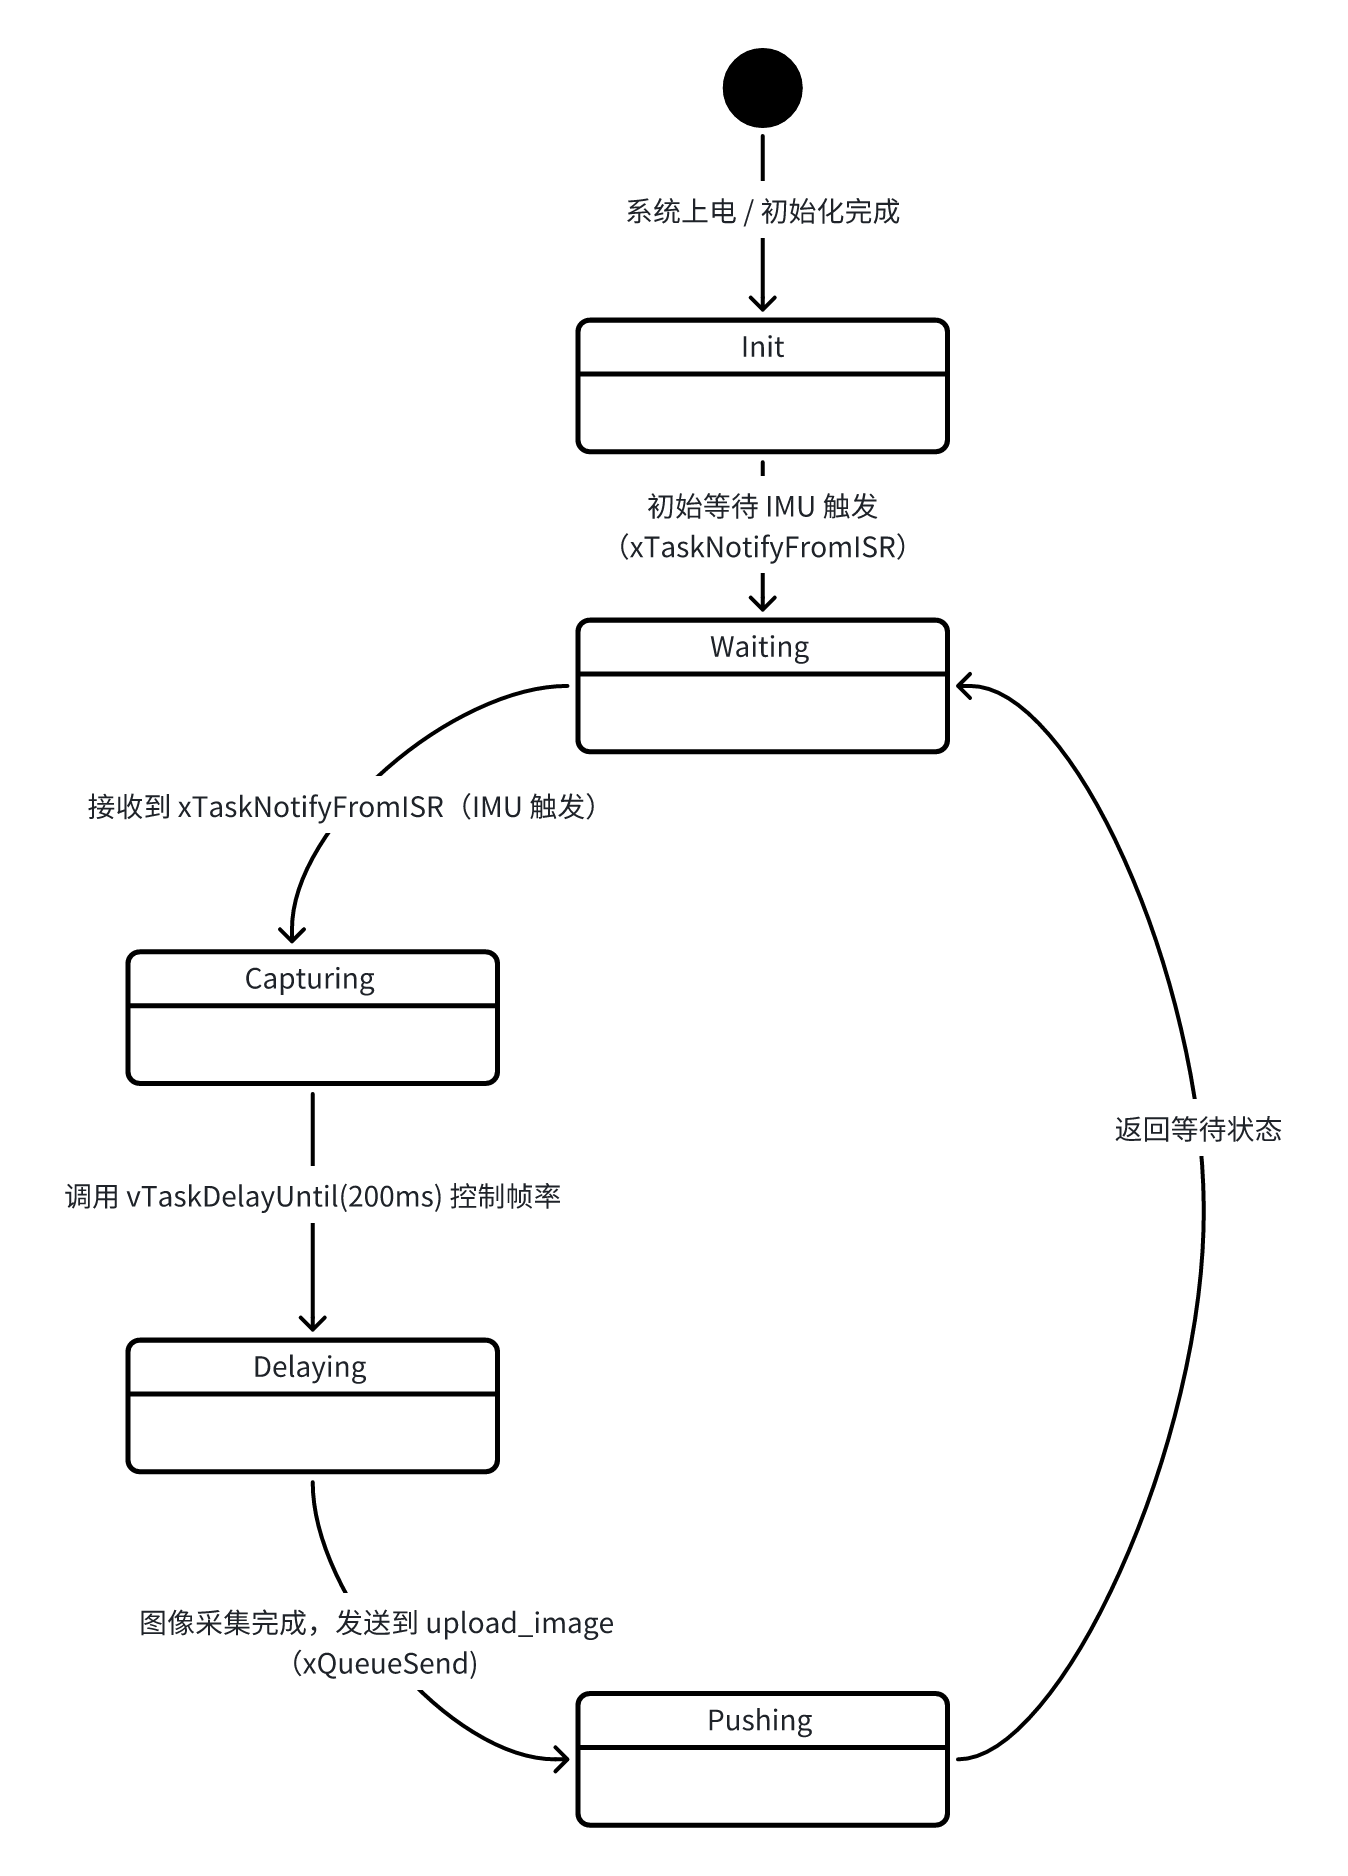 系统上电 / 初始化完成
Init
初始等待 IMU 触发
（xTaskNotifyFromISR）
Waiting
接收到 xTaskNotifyFromISR（IMU 触发）
Capturing
返回等待状态
调用 vTaskDelayUntil(200ms) 控制帧率
Delaying
图像采集完成，发送到 upload_image
（xQueueSend)
Pushing